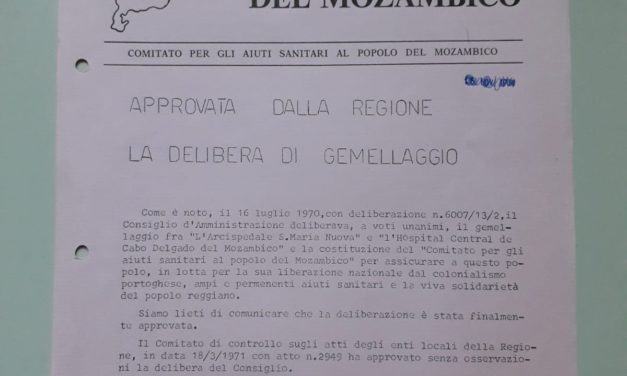 DEL MOZAMBICO
COMITATO PER GLI AIUTI SANITARI AL POPOLO DEL MOZAMBICO
APPROVATA DALLA REGIONE
LA DELIBERA DI GEMELLAGGIO
Come è noto, il 16 luglio 1970,con deliberazione n.6007/13/2,il
Consiglio d'Amministrazione deliberava, a voti unanimi, il gemel-
laggio fra "L'Arcispedale S.Maria Nuova" e "l'Hospital Central de
Cabo Delgado del Mozambico" e la costituzione del "Comitato per gli
aiuti sanitari al popolo del Mozambico" per assicurare a questo po-
polo, in lotta per la sua liberazione nazionale dal colonialismo
portoghese, ampi e permenenti aiuti sanitari e la viva solidarietà
del popolo reggiano.
Siamo lieti di comunicare che la deliberazione è stata finalmen-
te approvata.
Il Comitato di controllo sugli atti degli enti locali della Regio-
ne, in data 18/3/1971 con atto n.2949 ha approvato senza osservazio-
ni la delibera del Consiglio.